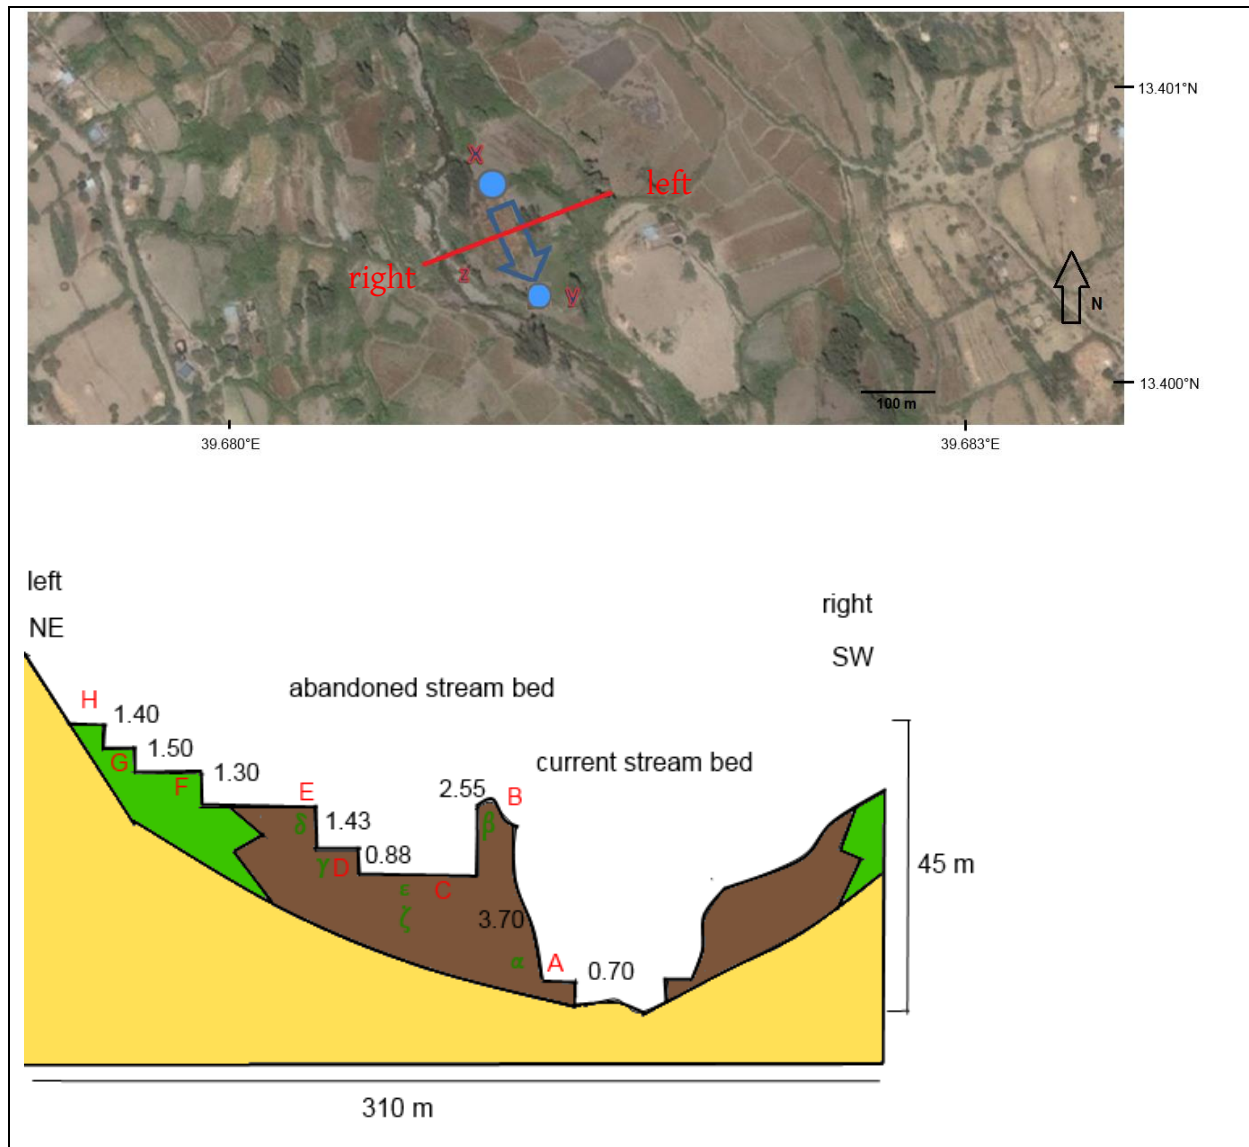 13.401°N
X
left
right
z
y
N
100 m
13.400°N
39.680°E
39.683°E
left
NE
right
SW
abandoned stream bed
current stream bed
H
1.40
G
1.50
F
1.30
E
δ
1.43
γ
D
0.88
ε
C
ζ
2.55
B
β
3.70
α
A
0.70
45 m
310 m